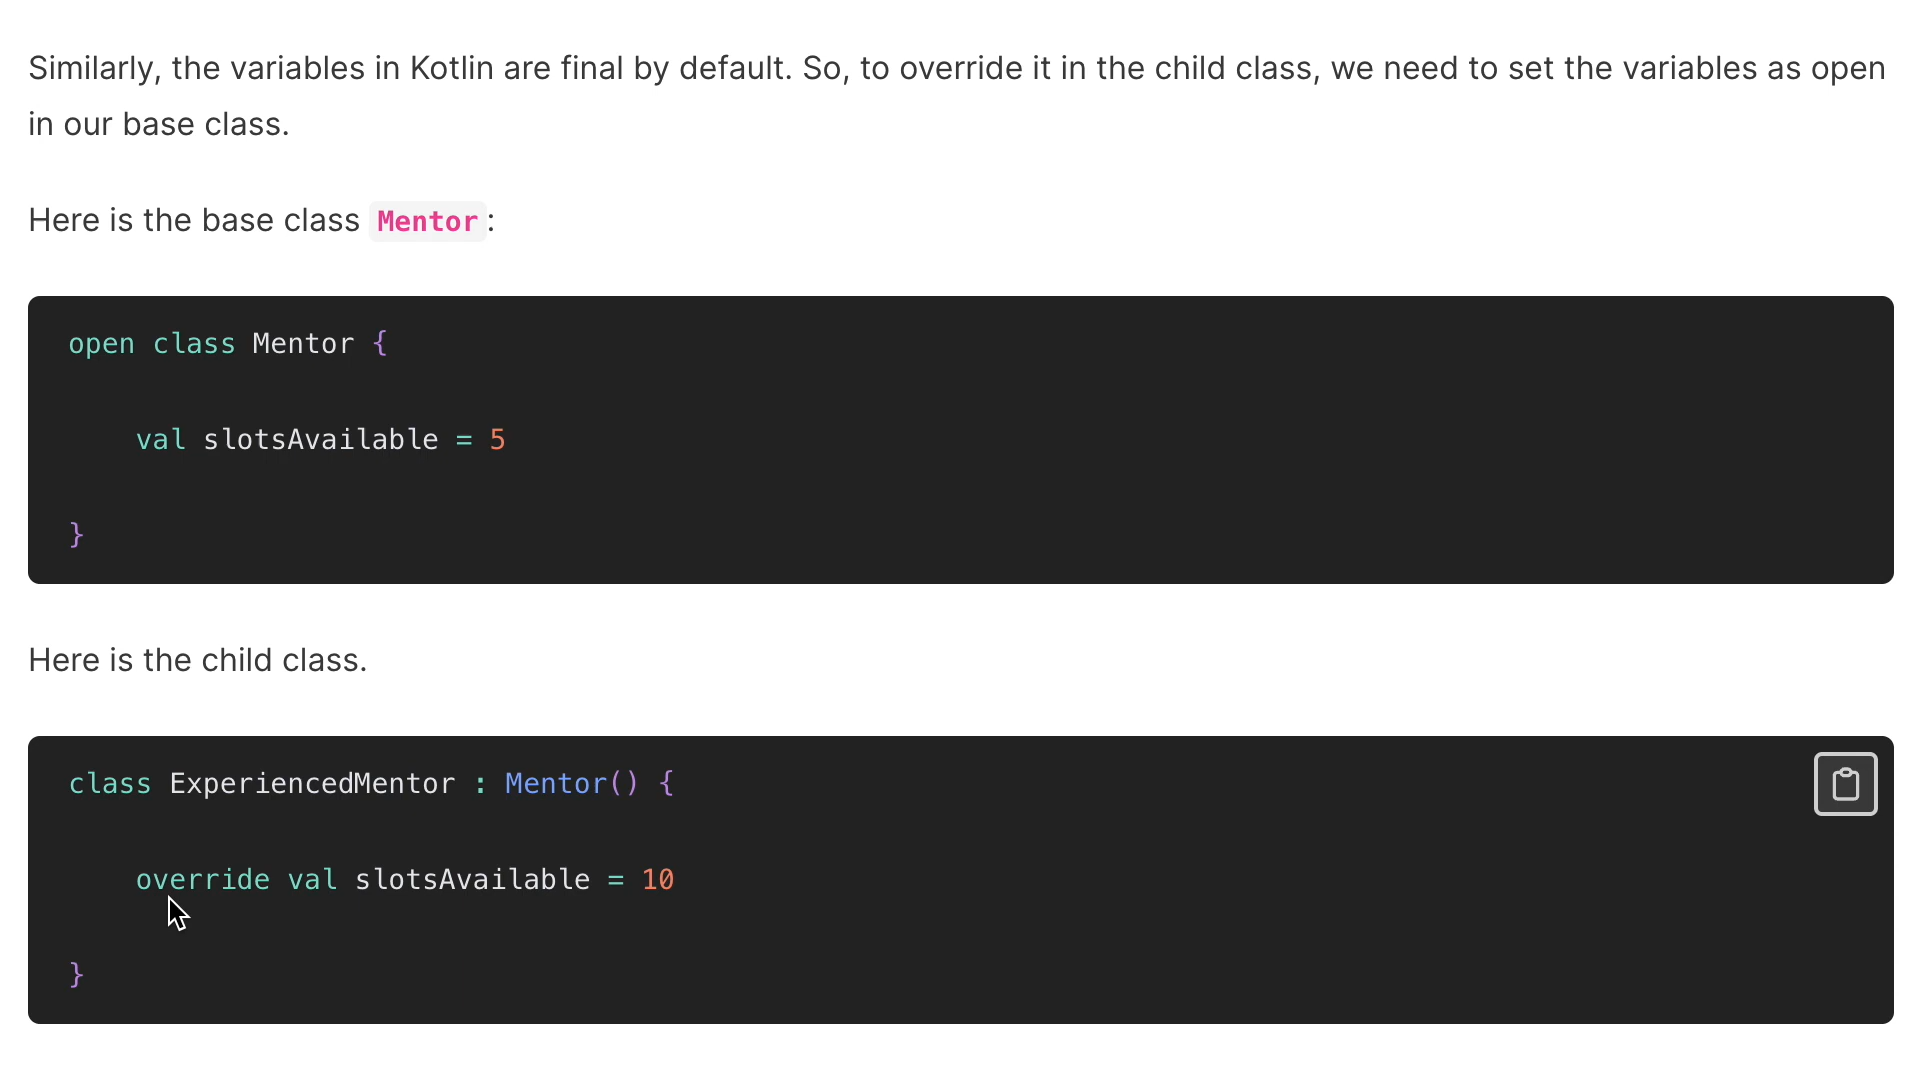 Similarly, the variables in Kotlin are final by default. So, to override it in the child class, we need to set the variables as open
in our base class.
Here is the base class Mentor:
open class Mentor {
    val slotsAvailable = 5
}
Here is the child class.
class ExperiencedMentor : Mentor() {
    override val slotsAvailable = 10
}